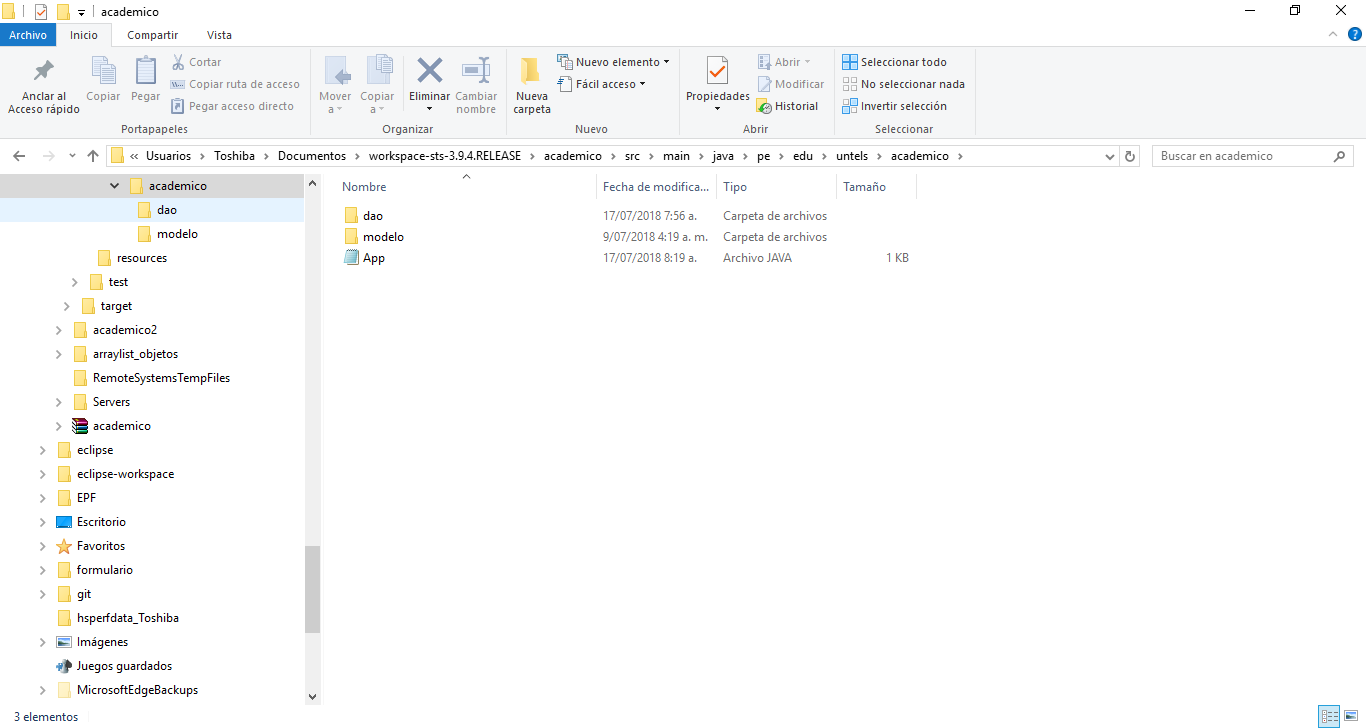 academico
Archivo Inicio Compartir Vista
Anclar al Acceso rápido
Copiar
Pegar
Cortar
Copiar ruta de acceso
Pegar acceso directo
Portapapeles
Mover a
Copiar a
Eliminar
Cambiar nombre
Organizar
Nueva carpeta
Nuevo elemento
Fácil acceso
Nuevo
Propiedades
Abrir
Modificar
Historial
Abrir
Seleccionar todo
No seleccionar nada
Invertir selección
Seleccionar
« Usuarios > Toshiba > Documentos > workspace-sts-3.9.4.RELEASE > academico > src > main > java > pe > edu > untels > academico >
Buscar en academico
academico
dao
modelo
resources
test
target
academico2
arraylist_objetos
RemoteSystemsTempFiles
Servers
academico
eclipse
eclipse-workspace
EPF
Escritorio
Favoritos
formulario
git
hsperfdata_Toshiba
Imágenes
Juegos guardados
MicrosoftEdgeBackups
Nombre Fecha de modifica... Tipo Tamaño
dao 17/07/2018 7:56 a. Carpeta de archivos
modelo 9/07/2018 4:19 a. m. Carpeta de archivos
App 17/07/2018 8:19 a. Archivo JAVA 1 KB
3 elementos